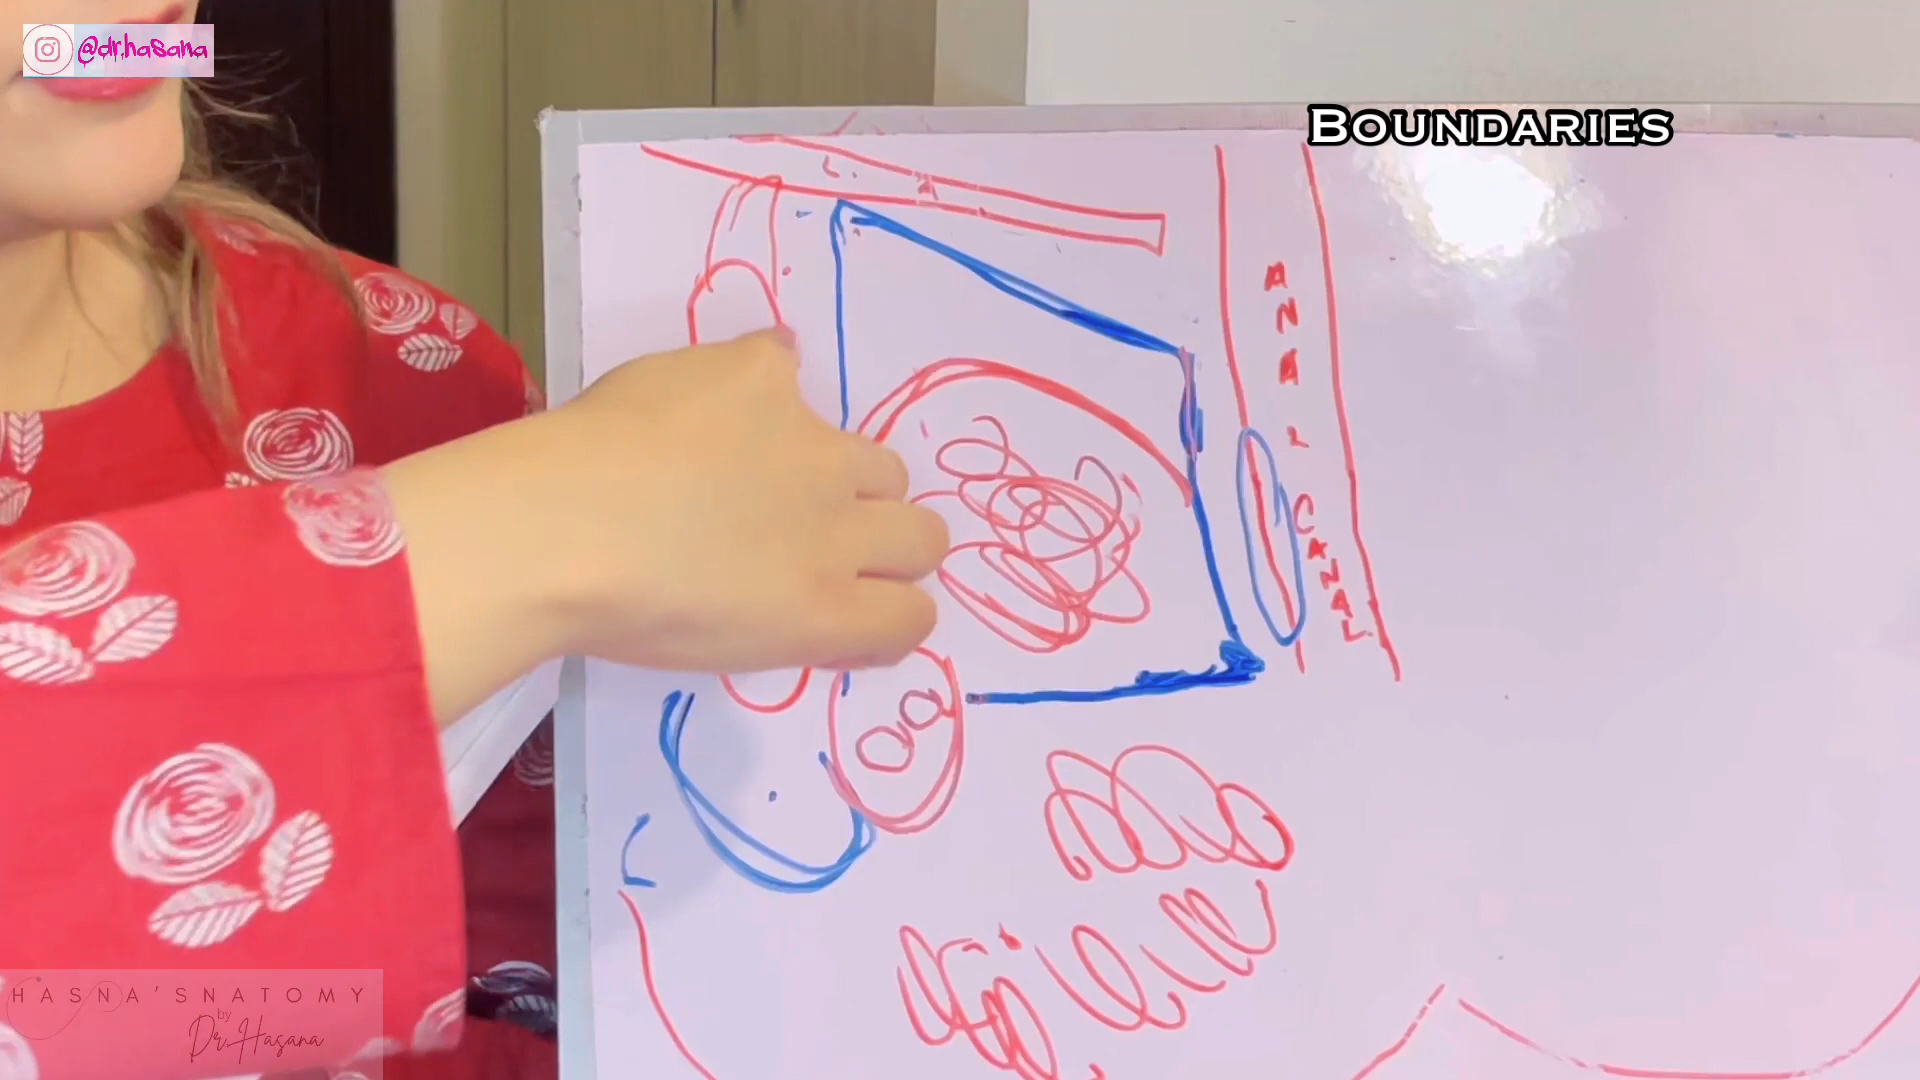 @dr.hasana
BOUNDARIES
L. A
ANAL
CANAL
HASNA'SNATOMY
by
Dr.Hasana